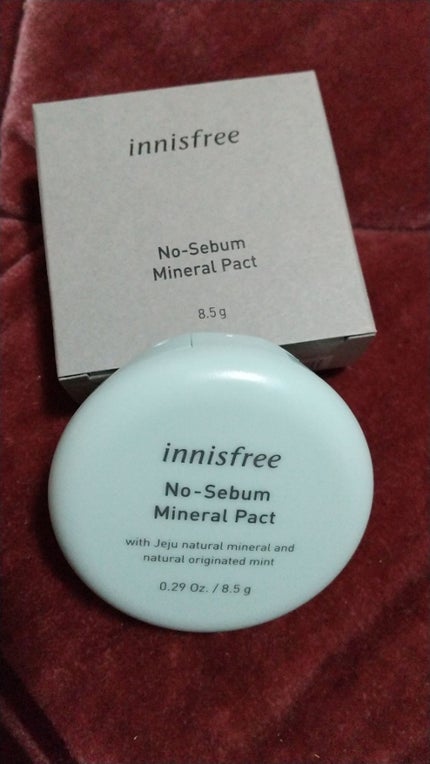 innisfree
No-Sebum
Mineral Pact
8.5 g
innisfree
No-Sebum
Mineral Pact
with Jeju natural mineral and
natural originated mint
0.29 Oz. / 8.5 g